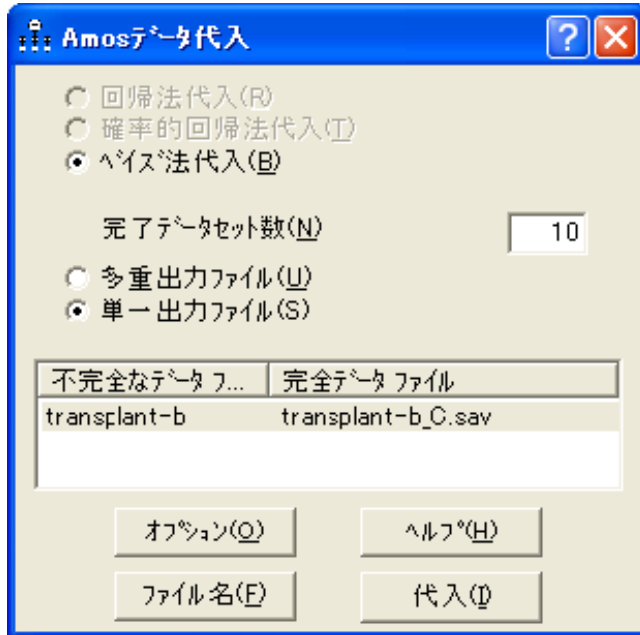 Amosデータ代入
回帰法代入(R)
確率的回帰法代入(T)
ベイズ法代入(B)
完了データセット数(N) 10
多重出力ファイル(U)
単一出力ファイル(S)
不完全なデータ フ... 完全データ ファイル
transplant-b transplant-b_C.sav
オプション(O) ヘルプ(H)
ファイル名(F) 代入(I)